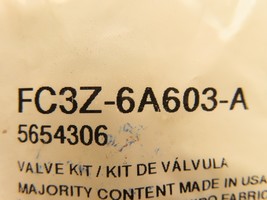 FC3Z-6A603-A
5654306
VALVE KIT / KIT DE VÁLVULA
MAJORITY CONTENT MADE IN USA